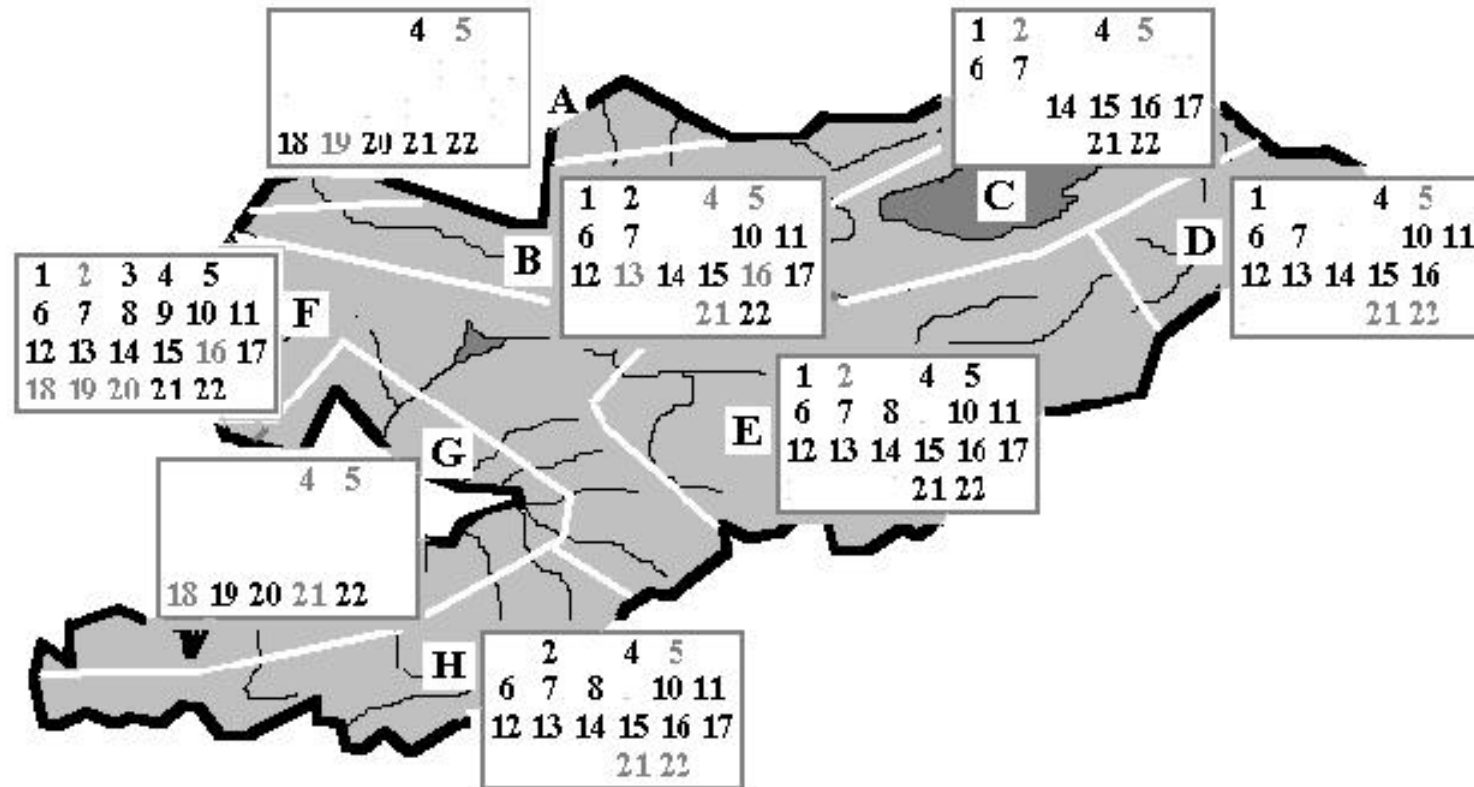 4 5
18 19 20 21 22
A
1 2 4 5
6 7
14 15 16 17
21 22
C
1 2 4 5
6 7 10 11
12 13 14 15 16 17
21 22
B
1 4 5
6 7 10 11
12 13 14 15 16
21 22
D
1 2 3 4 5
6 7 8 9 10 11
12 13 14 15 16 17
18 19 20 21 22
F
1 2 4 5
6 7 8 10 11
12 13 14 15 16 17
21 22
E
G
4 5
18 19 20 21 22
H
2 4 5
6 7 8 10 11
12 13 14 15 16 17
21 22